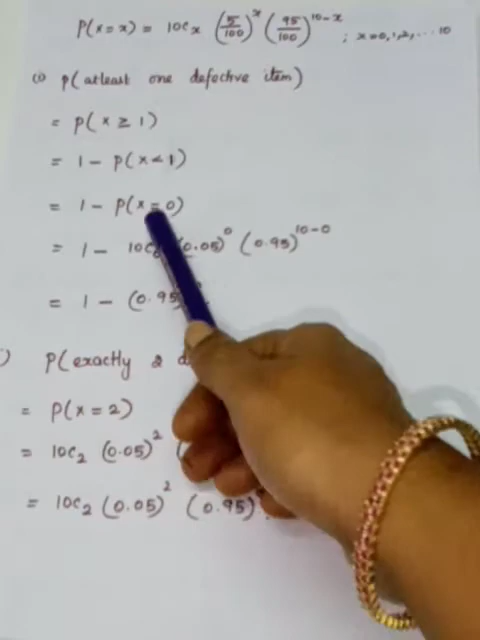 P(X=x) = 10Cx (5/100)^x (95/100)^10-x ; x=0,1,2,...10
(i) P(atleast one defective item)
= P(X ≥ 1)
= 1 - P(X < 1)
= 1 - P(X = 0)
= 1 - 10C0 (0.05)^0 (0.95)^10-0
= 1 - (0.95)
P(exactly 2
= P(X = 2)
= 10C2 (0.05)^2 (
= 10C2 (0.05)^2 (0.95)